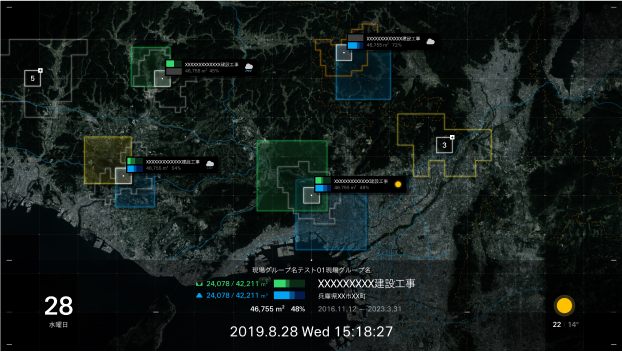 XXXXXXXXXXXX建設工事
46,755 m² 72%
XXXXXXXXXXXX建設工事
46,755 m² 45%
5
3
XXXXXXXXXXXX建設工事
46,755 m² 64%
XXXXXXXXXXXX建設工事
46,755 m² 48%
現場グループ名テスト01現場グループ名
24,078 / 42,211 m³
XXXXXXXXX建設工事
24,078 / 42,211 m³
兵庫県XX市XX町
46,755 m² 48%
2016.11.12 — 2023.3.31
28
水曜日
22 14°
2019.8.28 Wed 15:18:27